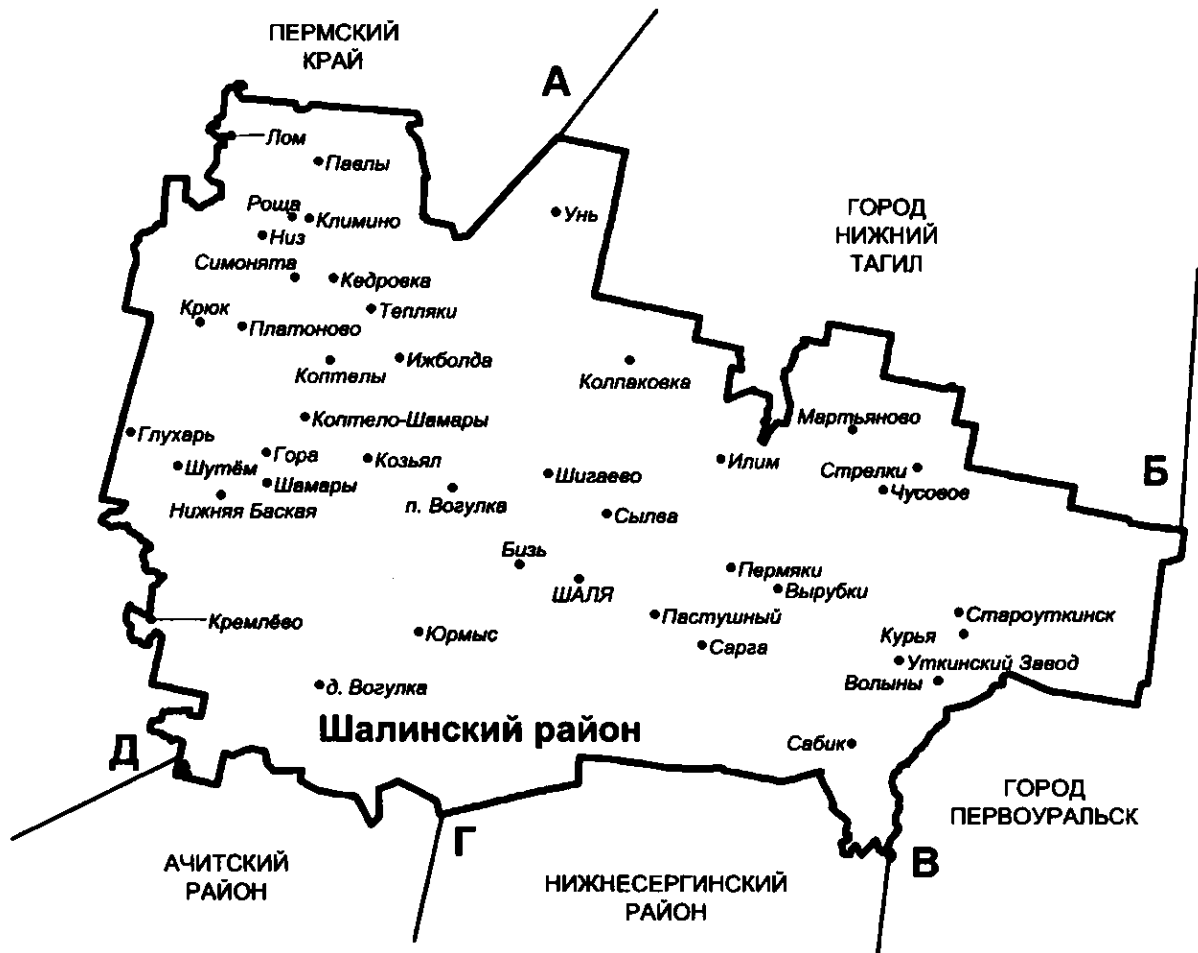 ПЕРМСКИЙ
КРАЙ
А
Лом
Павлы
Роща
Климино
Унь
Низ
ГОРОД
НИЖНИЙ
ТАГИЛ
Симонята
Кедровка
Крюк
Тепляки
Платоново
Ижболда
Коптелы
Колпаковка
Коптело-Шамары
Мартьяново
Глухарь
Гора
Козьял
Илим
Шутём
Шигаево
Стрелки
Б
Шамары
Чусовое
Нижняя Баская
п. Вогулка
Сылва
Бизь
ШАЛЯ
Пермяки
Вырубки
Кремлёво
Пастушный
Староуткинск
Юрмыс
Курья
Сарга
Уткинский Завод
Волыны
д. Вогулка
Шалинский район
Сабик
Д
ГОРОД
ПЕРВОУРАЛЬСК
Г
В
АЧИТСКИЙ
РАЙОН
НИЖНЕСЕРГИНСКИЙ
РАЙОН